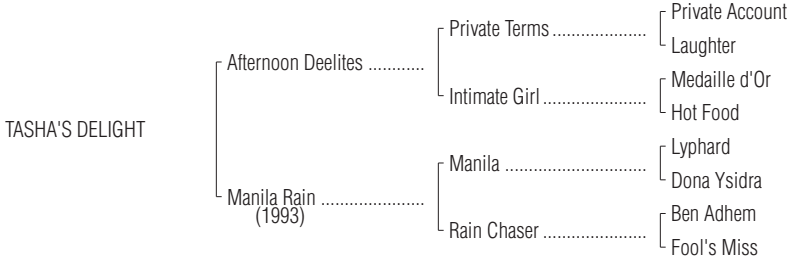 Private Account
Private Terms ....................
Laughter
Afternoon Deelites ............
Medaille d'Or
Intimate Girl ......................
Hot Food
TASHA'S DELIGHT
Lyphard
Manila ..............................
Dona Ysidra
Manila Rain ......................
(1993)
Ben Adhem
Rain Chaser ......................
Fool's Miss